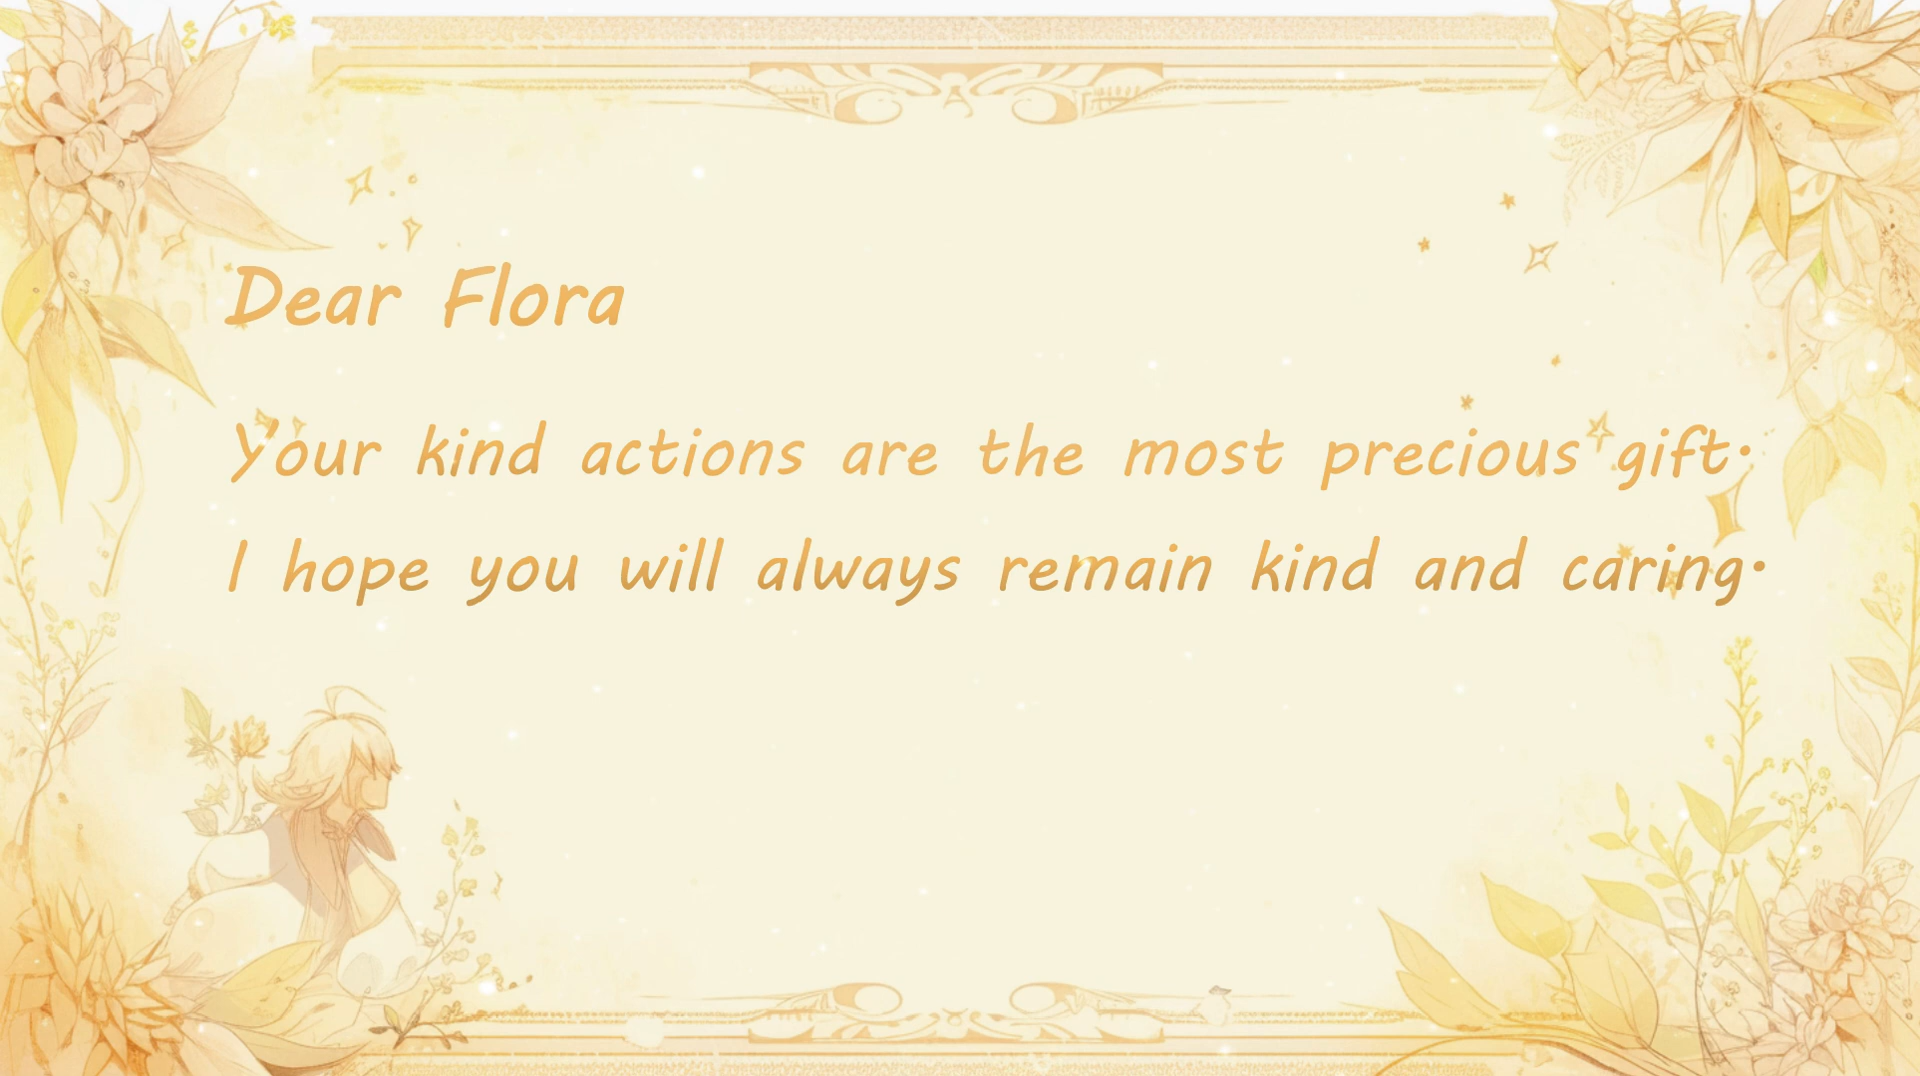 Dear Flora
Your kind actions are the most precious gift.
I hope you will always remain kind and caring.